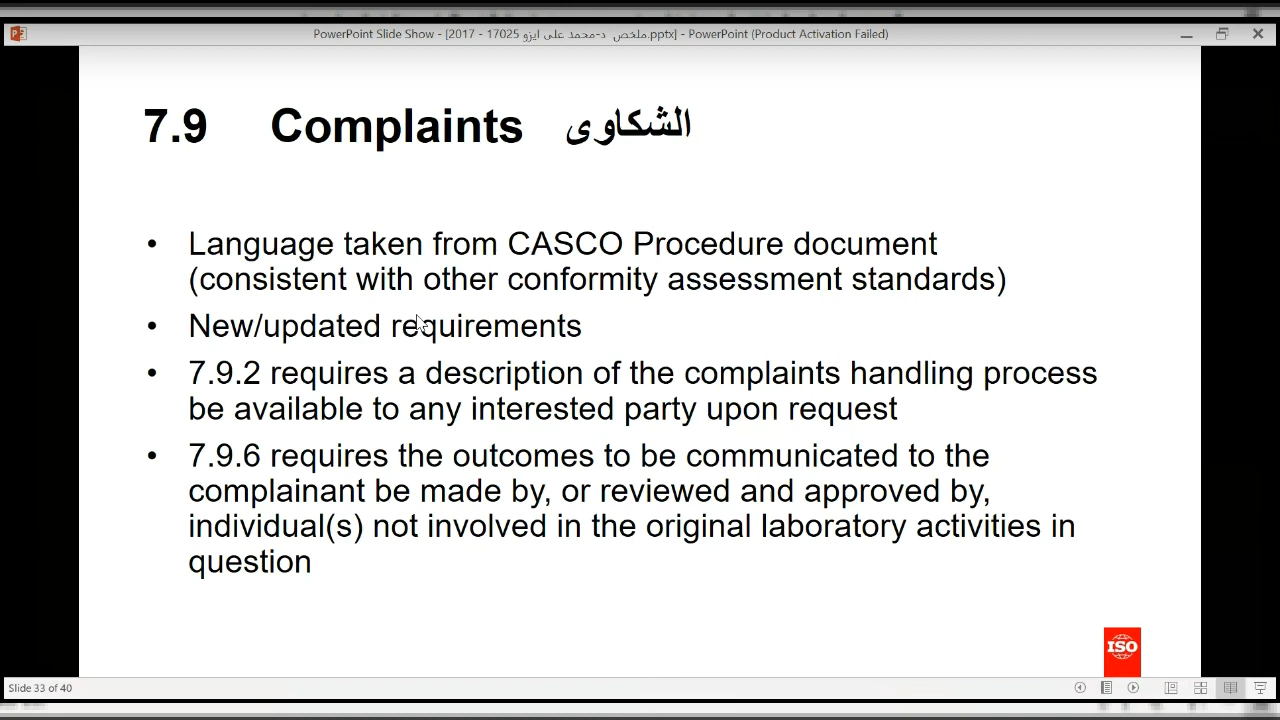 PowerPoint Slide Show - [2017 - 17025 ملخص د-محمد على ايزو.pptx] - PowerPoint (Product Activation Failed)
7.9 Complaints الشكاوى
• Language taken from CASCO Procedure document
(consistent with other conformity assessment standards)
• New/updated requirements
• 7.9.2 requires a description of the complaints handling process
be available to any interested party upon request
• 7.9.6 requires the outcomes to be communicated to the
complainant be made by, or reviewed and approved by,
individual(s) not involved in the original laboratory activities in
question
ISO
Slide 33 of 40